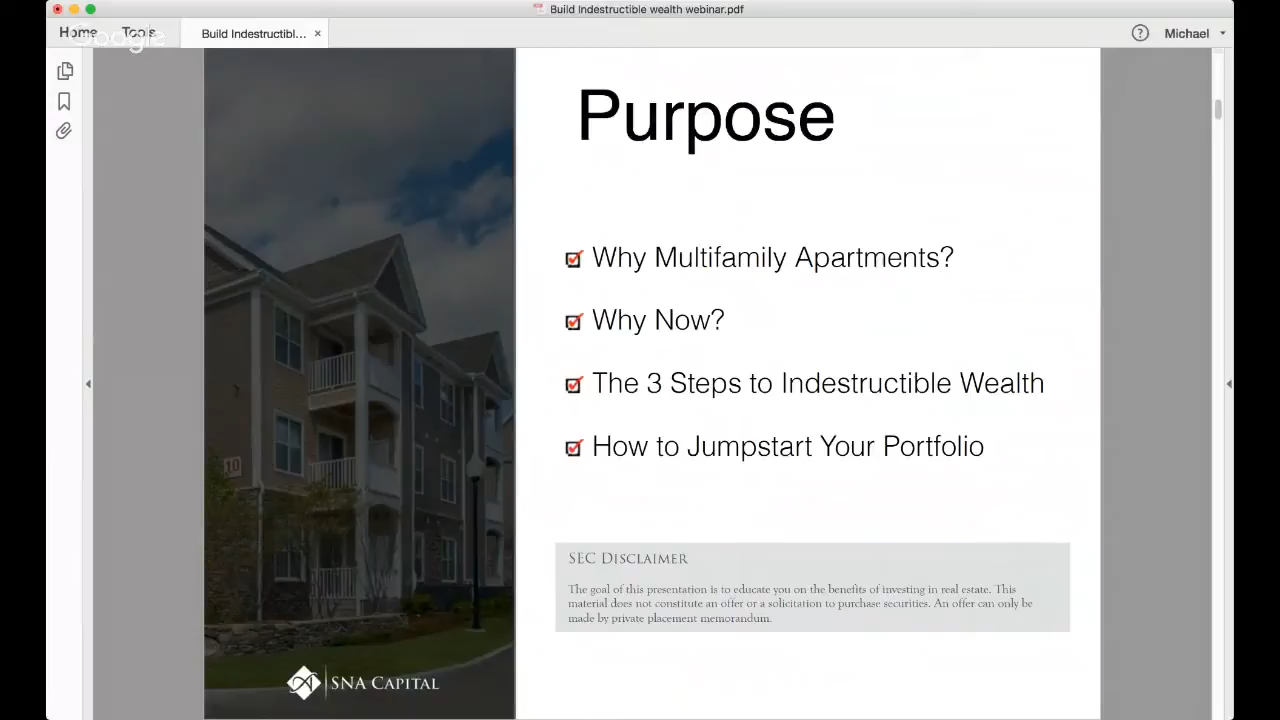 Build Indestructible wealth webinar.pdf
Home
Tools
Google
Build Indestructibl... ×
? Michael
Purpose
Why Multifamily Apartments?
Why Now?
The 3 Steps to Indestructible Wealth
How to Jumpstart Your Portfolio
10
SEC Disclaimer
The goal of this presentation is to educate you on the benefits of investing in real estate. This
material does not constitute an offer or a solicitation to purchase securities. An offer can only be
made by private placement memorandum.
SNA Capital